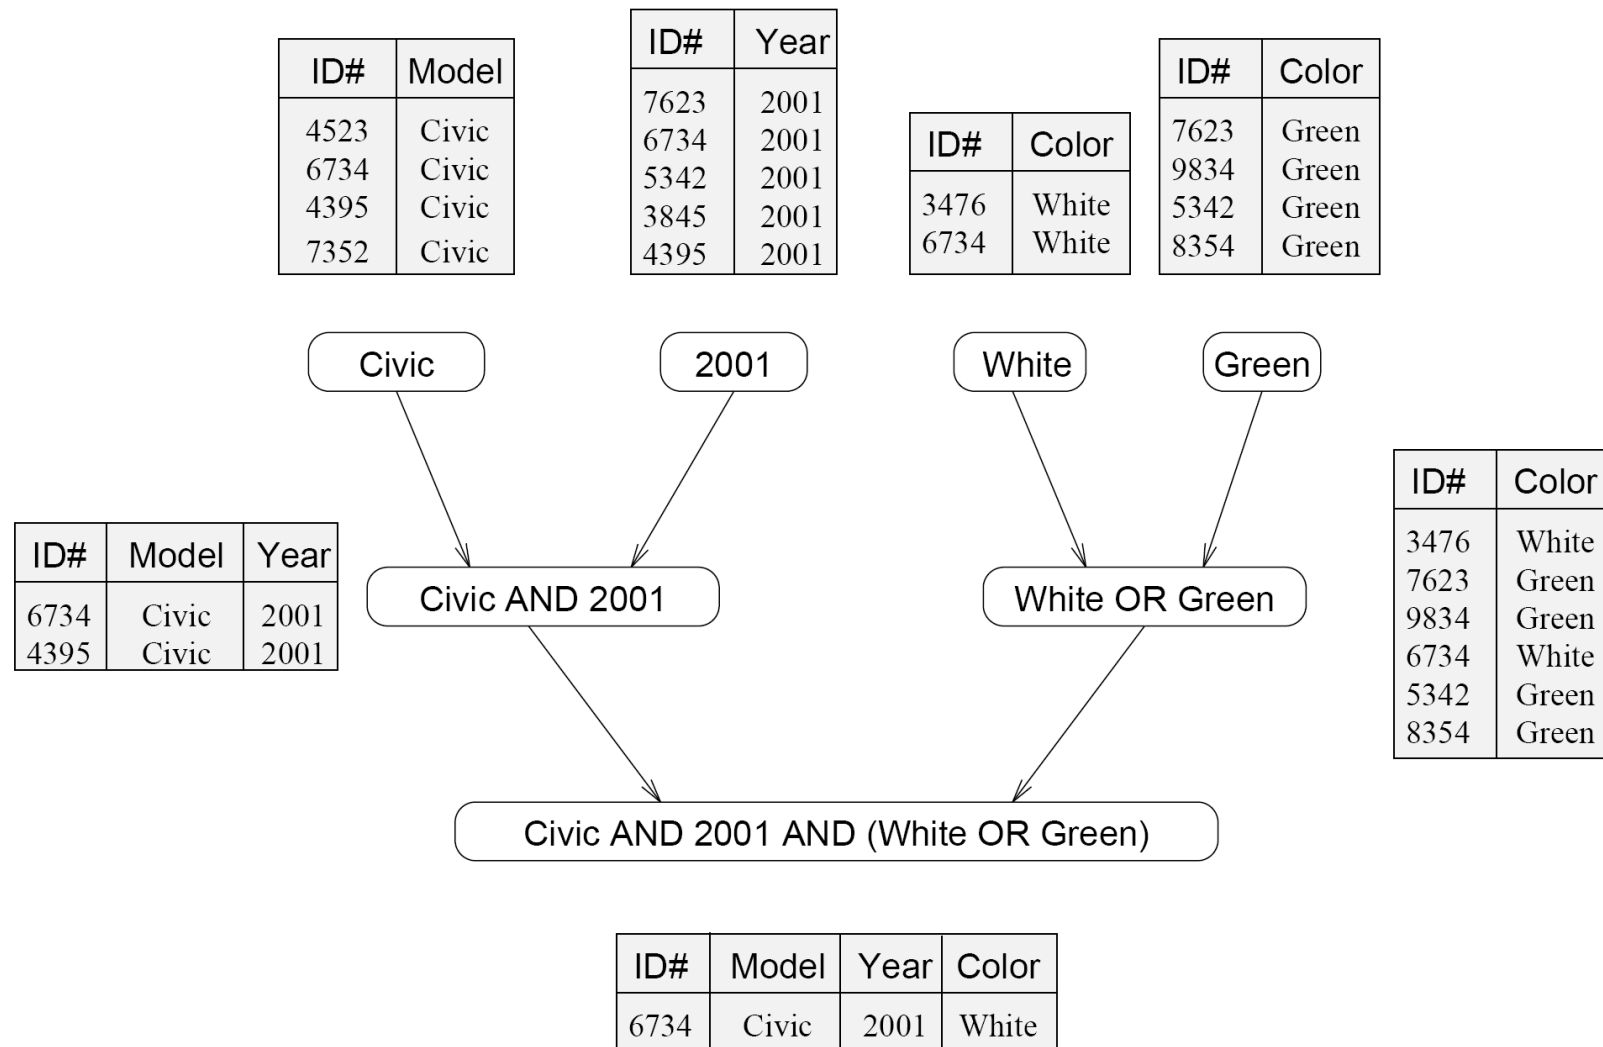 ID# Model
4523 Civic
6734 Civic
4395 Civic
7352 Civic
ID# Year
7623 2001
6734 2001
5342 2001
3845 2001
4395 2001
ID# Color
3476 White
6734 White
ID# Color
7623 Green
9834 Green
5342 Green
8354 Green
Civic
2001
White
Green
ID# Model Year
6734 Civic 2001
4395 Civic 2001
Civic AND 2001
White OR Green
ID# Color
3476 White
7623 Green
9834 Green
6734 White
5342 Green
8354 Green
Civic AND 2001 AND (White OR Green)
ID# Model Year Color
6734 Civic 2001 White